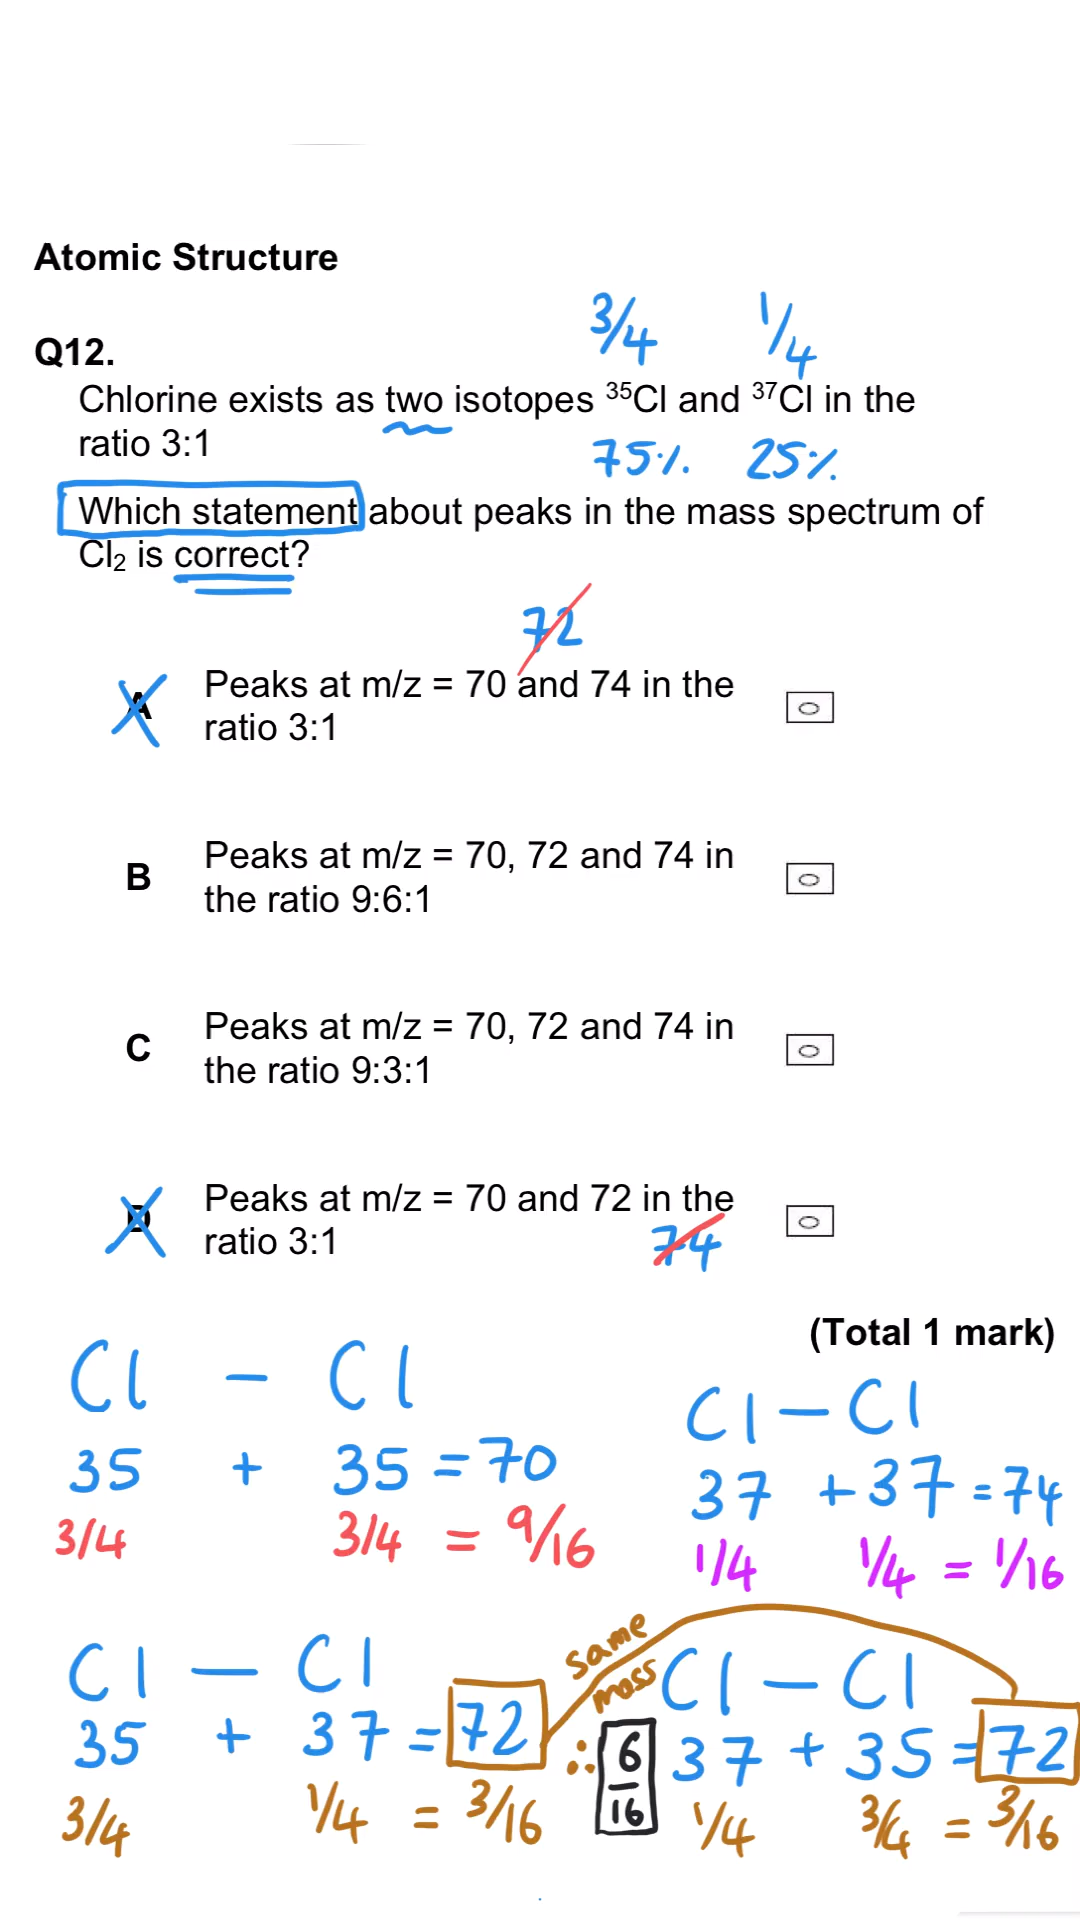 Atomic Structure
3/4 1/4
Q12.
Chlorine exists as two isotopes ³⁵Cl and ³⁷Cl in the
ratio 3:1
75% 25%
Which statement about peaks in the mass spectrum of
Cl₂ is correct?
72
A Peaks at m/z = 70 and 74 in the
ratio 3:1
B Peaks at m/z = 70, 72 and 74 in
the ratio 9:6:1
C Peaks at m/z = 70, 72 and 74 in
the ratio 9:3:1
D Peaks at m/z = 70 and 72 in the
ratio 3:1
74
(Total 1 mark)
Cl - Cl
35 + 35 = 70
3/4 3/4 = 9/16
Cl - Cl
37 + 37 = 74
1/4 1/4 = 1/16
Cl - Cl
35 + 37 = 72
3/4 1/4 = 3/16
same
mass
∴ 6/16
Cl - Cl
37 + 35 = 72
1/4 3/4 = 3/16